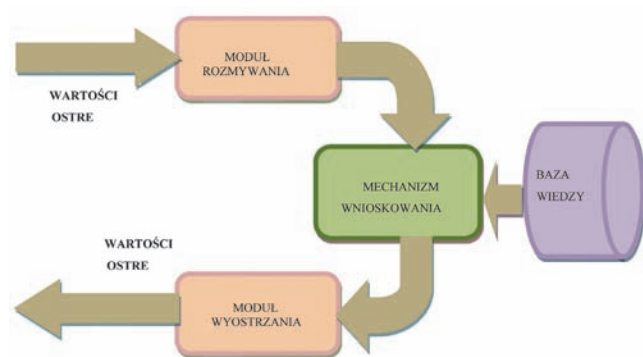 MODUŁ
ROZMYWANIA
WARTOŚCI
OSTRE
MECHANIZM
WNIOSKOWANIA
BAZA
WIEDZY
WARTOŚCI
OSTRE
MODUŁ
WYOSTRZANIA